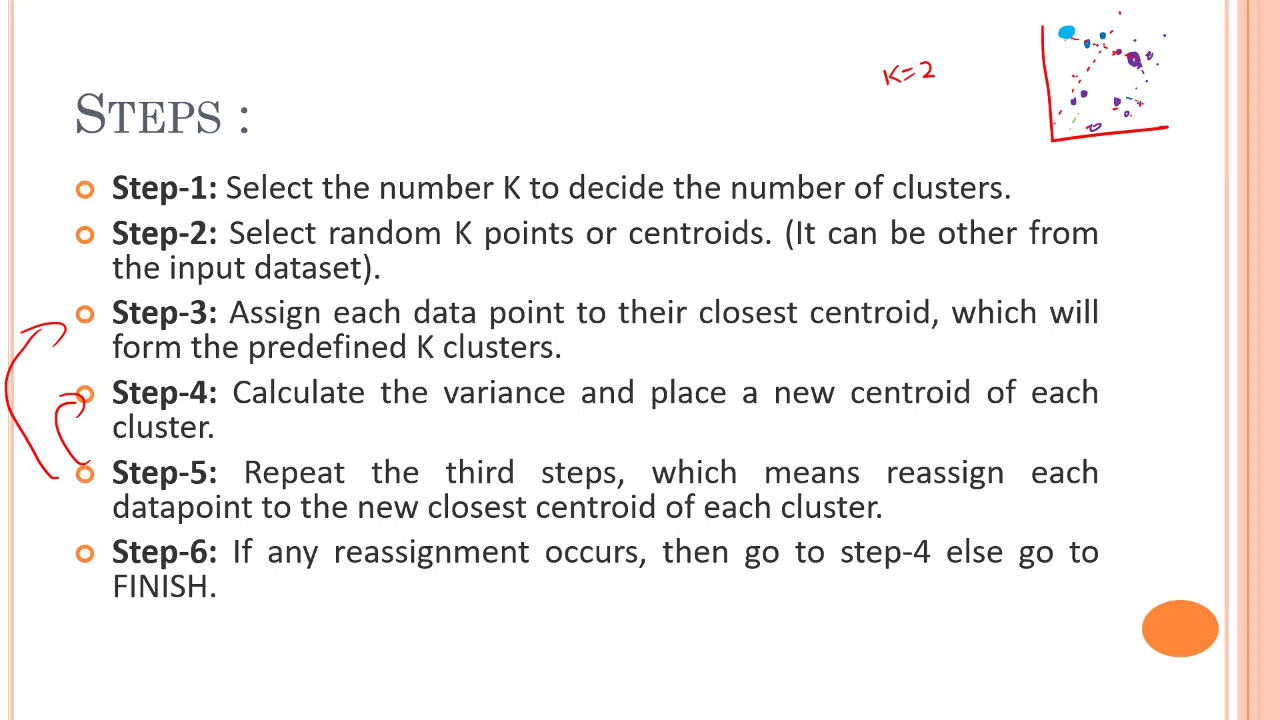 K=2
STEPS :
Step-1: Select the number K to decide the number of clusters.
Step-2: Select random K points or centroids. (It can be other from
the input dataset).
Step-3: Assign each data point to their closest centroid, which will
form the predefined K clusters.
Step-4: Calculate the variance and place a new centroid of each
cluster.
Step-5: Repeat the third steps, which means reassign each
datapoint to the new closest centroid of each cluster.
Step-6: If any reassignment occurs, then go to step-4 else go to
FINISH.